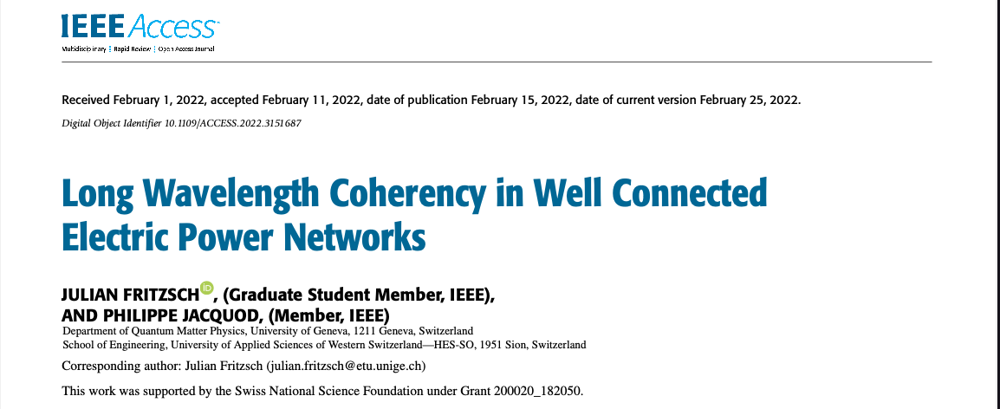 IEEE Access
Multidisciplinary | Rapid Review | Open Access Journal
Received February 1, 2022, accepted February 11, 2022, date of publication February 15, 2022, date of current version February 25, 2022.
Digital Object Identifier 10.1109/ACCESS.2022.3151687
Long Wavelength Coherency in Well Connected
Electric Power Networks
JULIAN FRITZSCH iD, (Graduate Student Member, IEEE),
AND PHILIPPE JACQUOD, (Member, IEEE)
Department of Quantum Matter Physics, University of Geneva, 1211 Geneva, Switzerland
School of Engineering, University of Applied Sciences of Western Switzerland—HES-SO, 1951 Sion, Switzerland
Corresponding author: Julian Fritzsch (julian.fritzsch@etu.unige.ch)
This work was supported by the Swiss National Science Foundation under Grant 200020_182050.